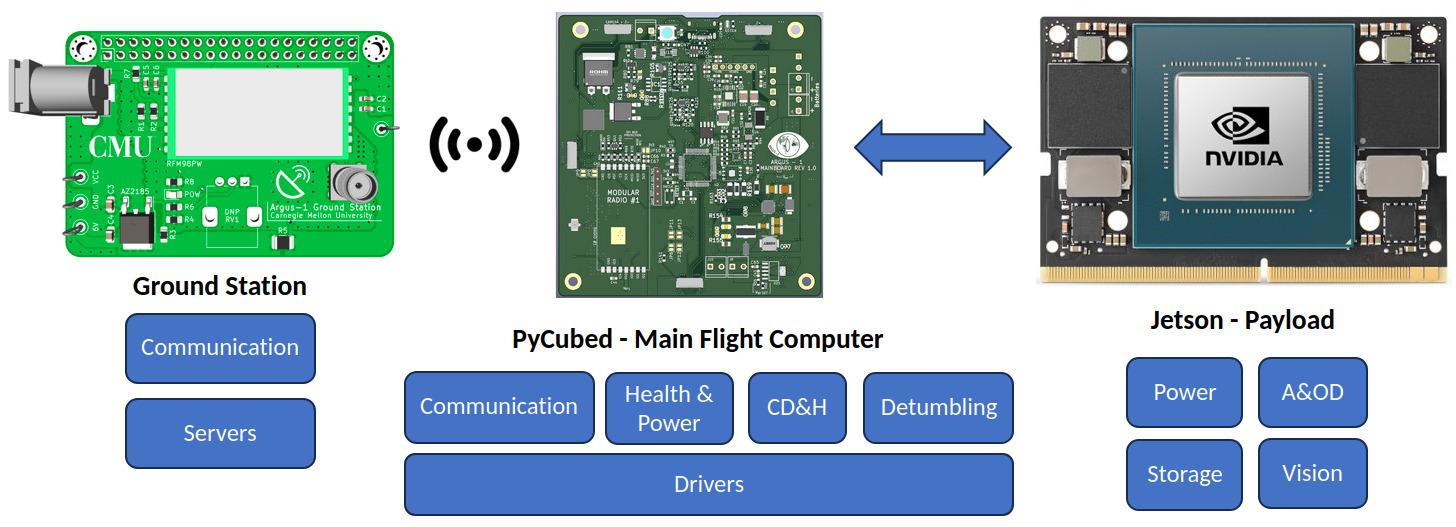 R7
C5
C6
R1
R2
C2
C1
CMU
RFM98PW
VCC
GND
6V
C3
C4
AZ2185
R8
POW
R6
R4
R3
DNP
RV1
R5
Argus-1 Ground Station
Carnegie Mellon University
ROHM
Batteries
ARGUS - 1
MAINBOARD REV 1.0
MODULAR
RADIO #1
NVIDIA
Ground Station
Communication
Servers
PyCubed - Main Flight Computer
Communication
Health &
Power
CD&H
Detumbling
Drivers
Jetson - Payload
Power
A&OD
Storage
Vision